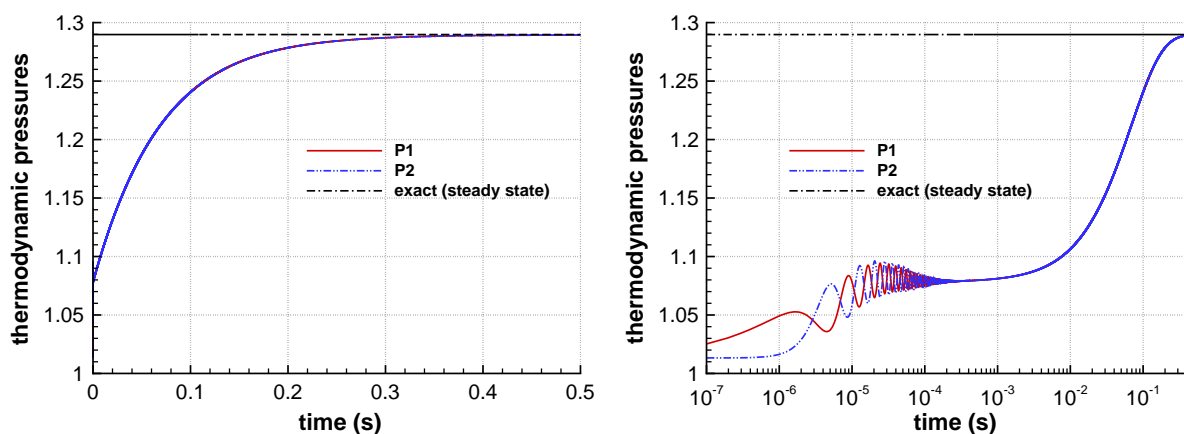 thermodynamic pressures
1.3
1.25
1.2
1.15
1.1
1.05
1
0
0.1
0.2
0.3
0.4
0.5
time (s)
P1
P2
exact (steady state)
thermodynamic pressures
1.3
1.25
1.2
1.15
1.1
1.05
1
10-7
10-6
10-5
10-4
10-3
10-2
10-1
time (s)
P1
P2
exact (steady state)